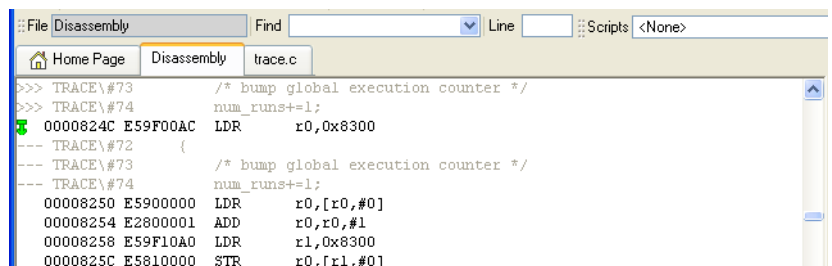 File Disassembly Find Line Scripts <None>
Home Page Disassembly trace.c
>>> TRACE\#73 /* bump global execution counter */
>>> TRACE\#74 num_runs+=1;
0000824C E59F00AC LDR r0,0x8300
--- TRACE\#72 {
--- TRACE\#73 /* bump global execution counter */
--- TRACE\#74 num_runs+=1;
00008250 E5900000 LDR r0,[r0,#0]
00008254 E2800001 ADD r0,r0,#1
00008258 E59F10A0 LDR r1,0x8300
0000825C E5810000 STR r0,[r1,#0]